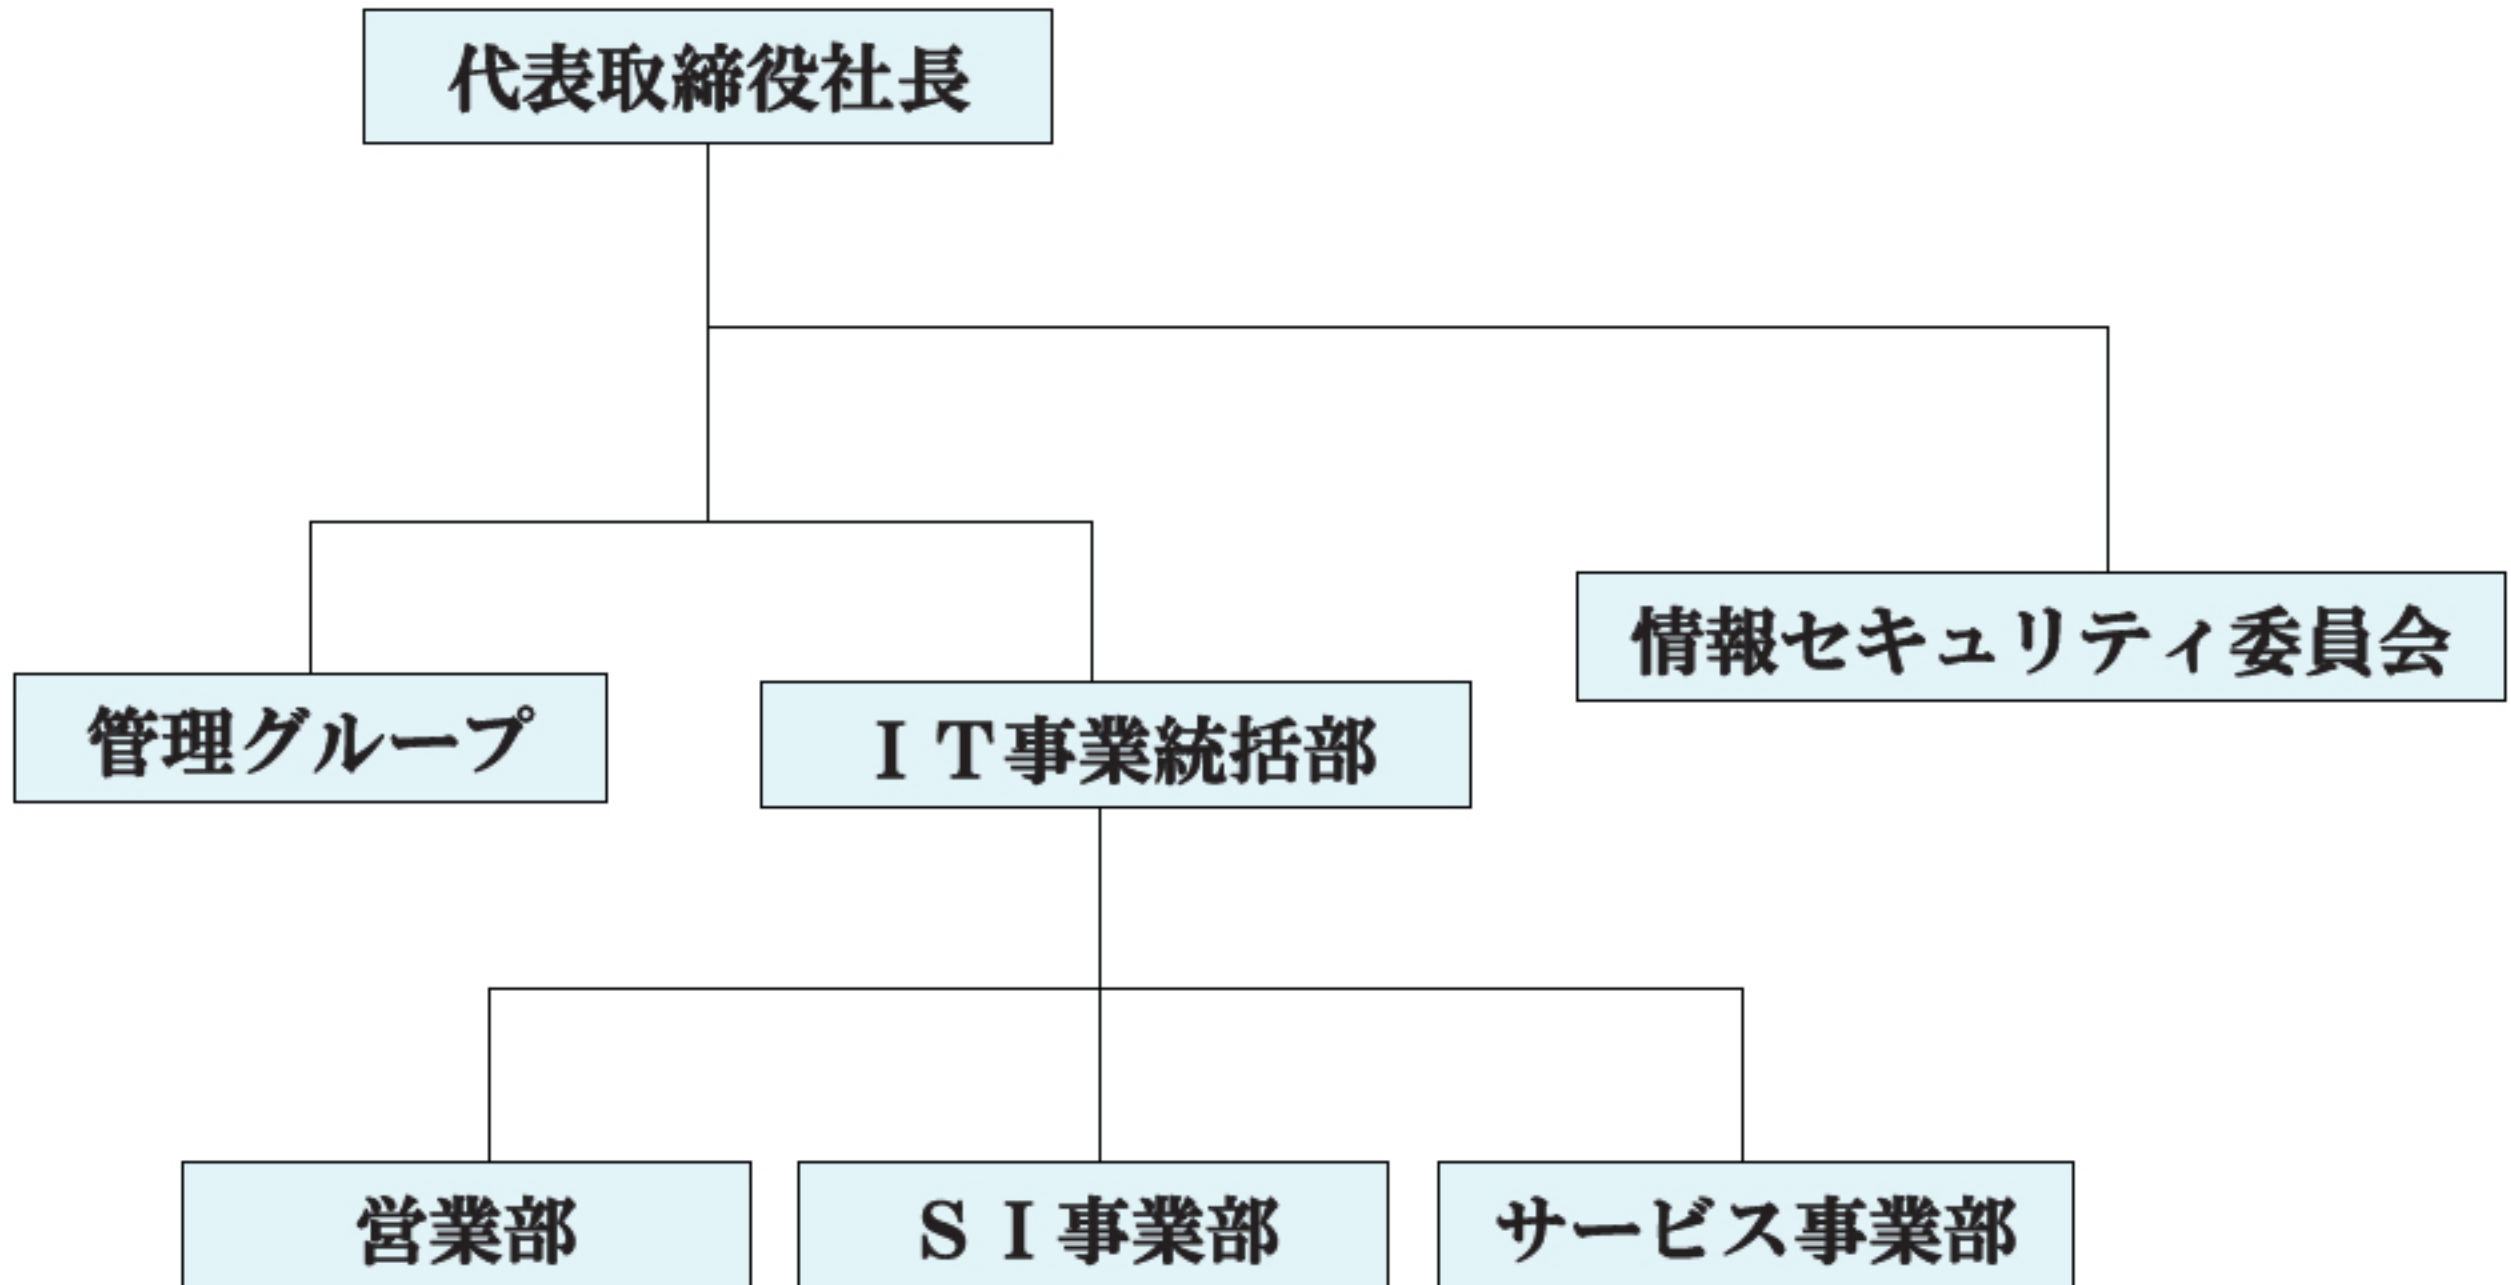 代表取締役社長
情報セキュリティ委員会
管理グループ
ＩＴ事業統括部
営業部
ＳＩ事業部
サービス事業部